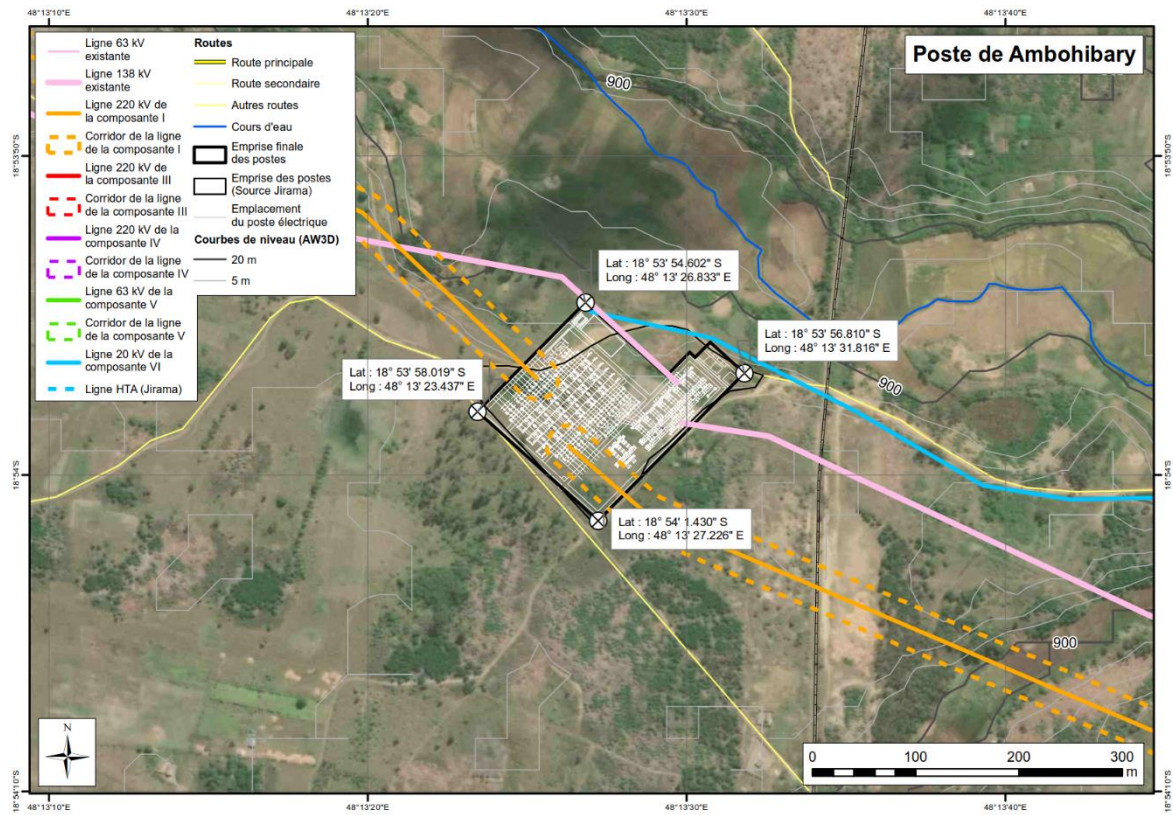 48°13'10"E
48°13'20"E
48°13'30"E
48°13'40"E
Poste de Ambohibary
Ligne 63 kV
existante
Ligne 138 kV
existante
Ligne 220 kV de
la composante I
Corridor de la ligne
de la composante I
Ligne 220 kV de
la composante III
Corridor de la ligne
de la composante III
Ligne 220 kV de la
composante IV
Corridor de la ligne
de la composante IV
Ligne 63 kV de la
composante V
Corridor de la ligne
de la composante V
Ligne 20 kV de la
composante VI
Ligne HTA (Jirama)
Routes
Route principale
Route secondaire
Autres routes
Cours d'eau
Emprise finale
des postes
Emprise des postes
(Source Jirama)
Emplacement
du poste électrique
Courbes de niveau (AW3D)
20 m
5 m
900
18°53'50"S
18°53'50"S
Lat : 18° 53' 54.602" S
Long : 48° 13' 26.833" E
Lat : 18° 53' 56.810" S
Long : 48° 13' 31.816" E
Lat : 18° 53' 58.019" S
Long : 48° 13' 23.437" E
900
18°54'S
18°54'S
Lat : 18° 54' 1.430" S
Long : 48° 13' 27.226" E
900
N
0 100 200 300
m
18°54'10"S
18°54'10"S
48°13'10"E
48°13'20"E
48°13'30"E
48°13'40"E